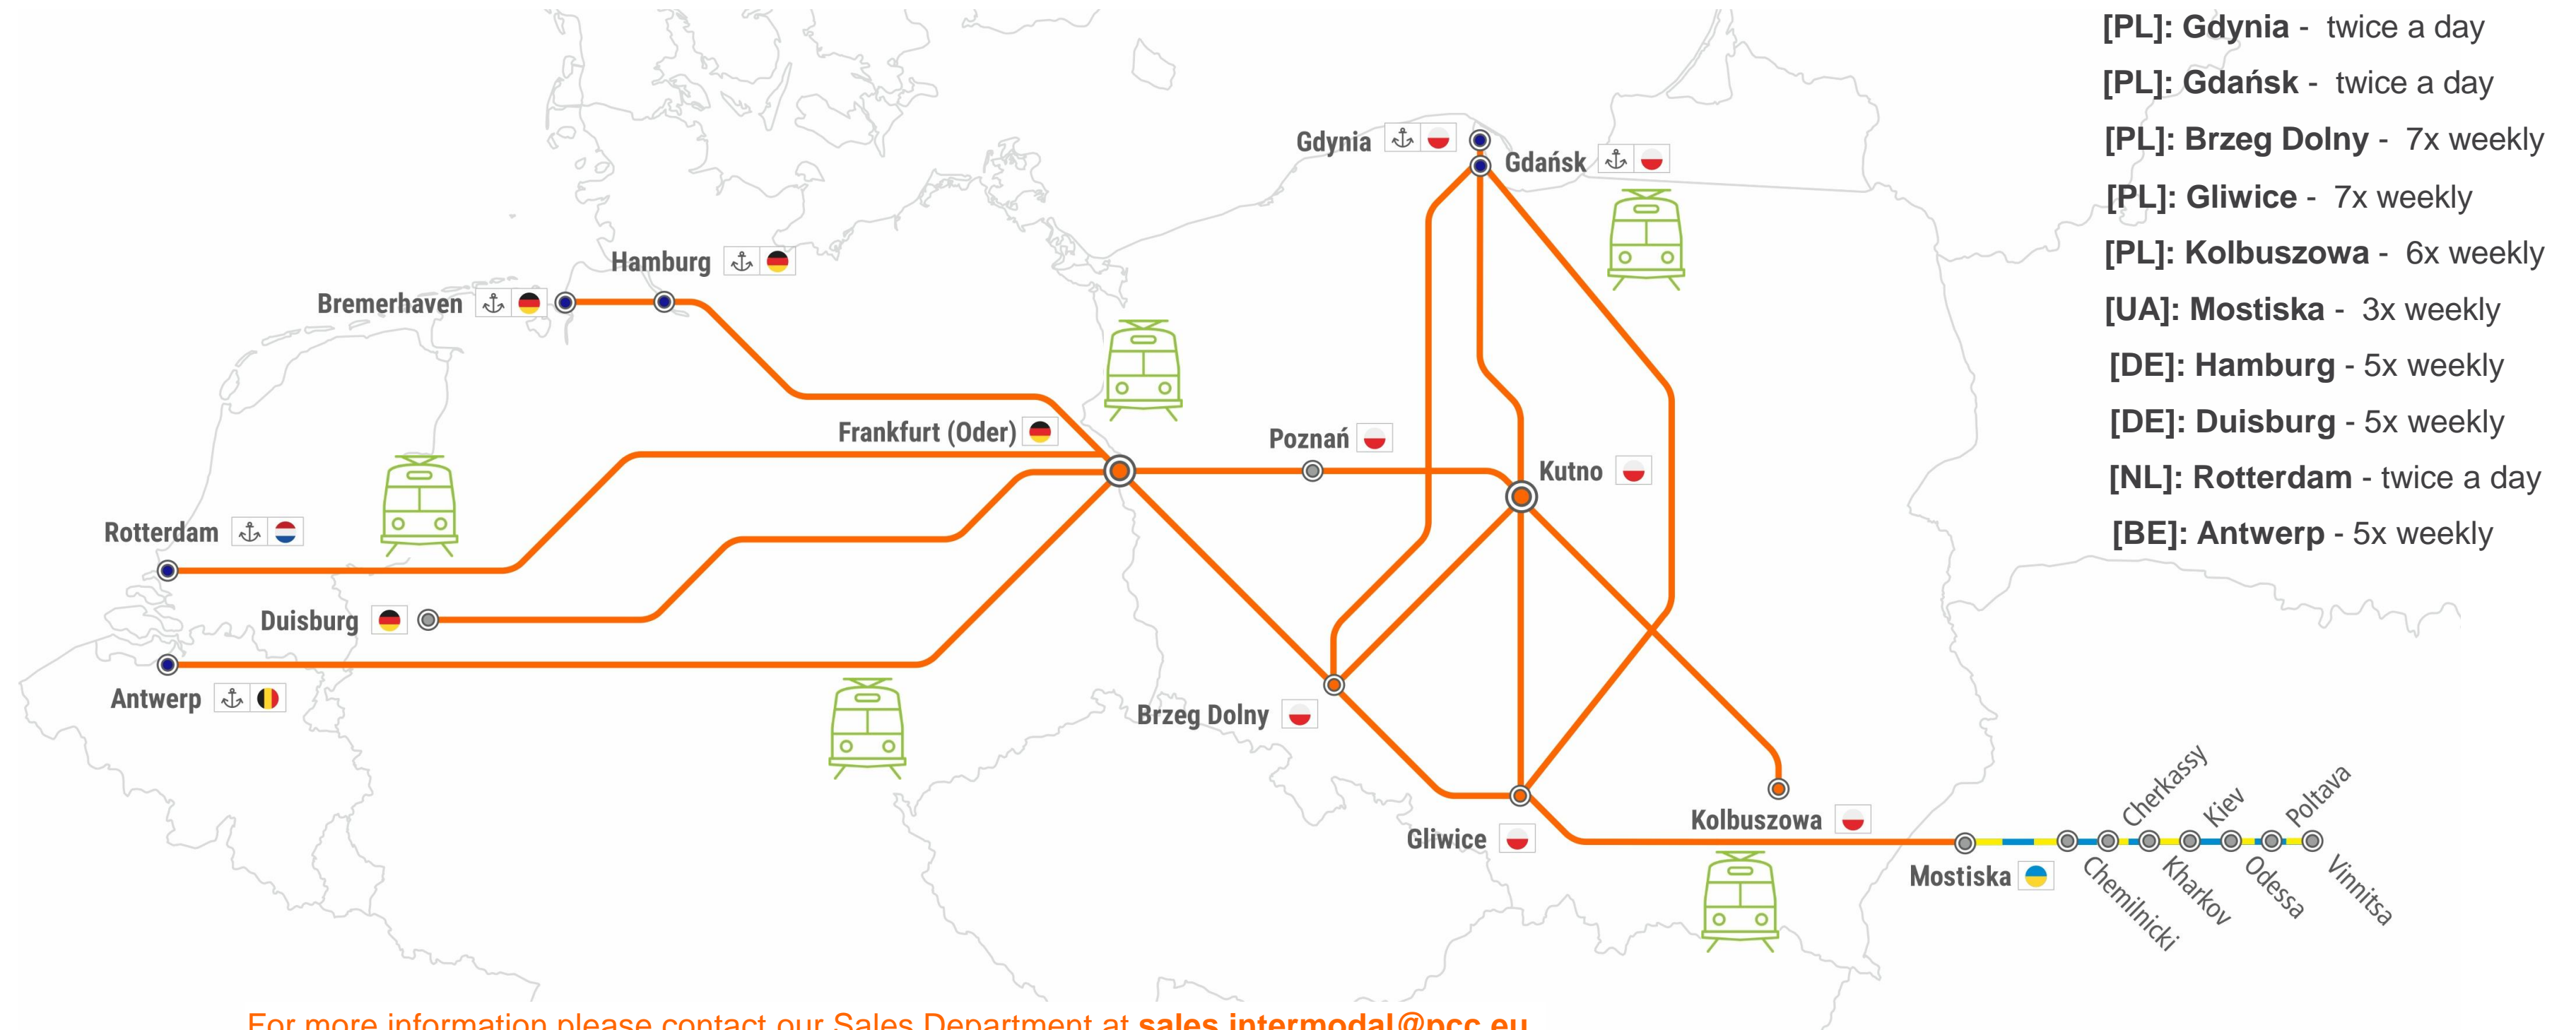 [PL]: Gdynia - twice a day
[PL]: Gdańsk - twice a day
[PL]: Brzeg Dolny - 7x weekly
[PL]: Gliwice - 7x weekly
[PL]: Kolbuszowa - 6x weekly
[UA]: Mostiska - 3x weekly
[DE]: Hamburg - 5x weekly
[DE]: Duisburg - 5x weekly
[NL]: Rotterdam - twice a day
[BE]: Antwerp - 5x weekly
Gdynia
Gdańsk
Hamburg
Bremerhaven
Frankfurt (Oder)
Poznań
Kutno
Rotterdam
Duisburg
Antwerp
Brzeg Dolny
Gliwice
Kolbuszowa
Mostiska
Chemilnicki
Cherkassy
Kharkov
Kiev
Odessa
Poltava
Vinnitsa
For more information please contact our Sales Department at sales.intermodal@pcc.eu